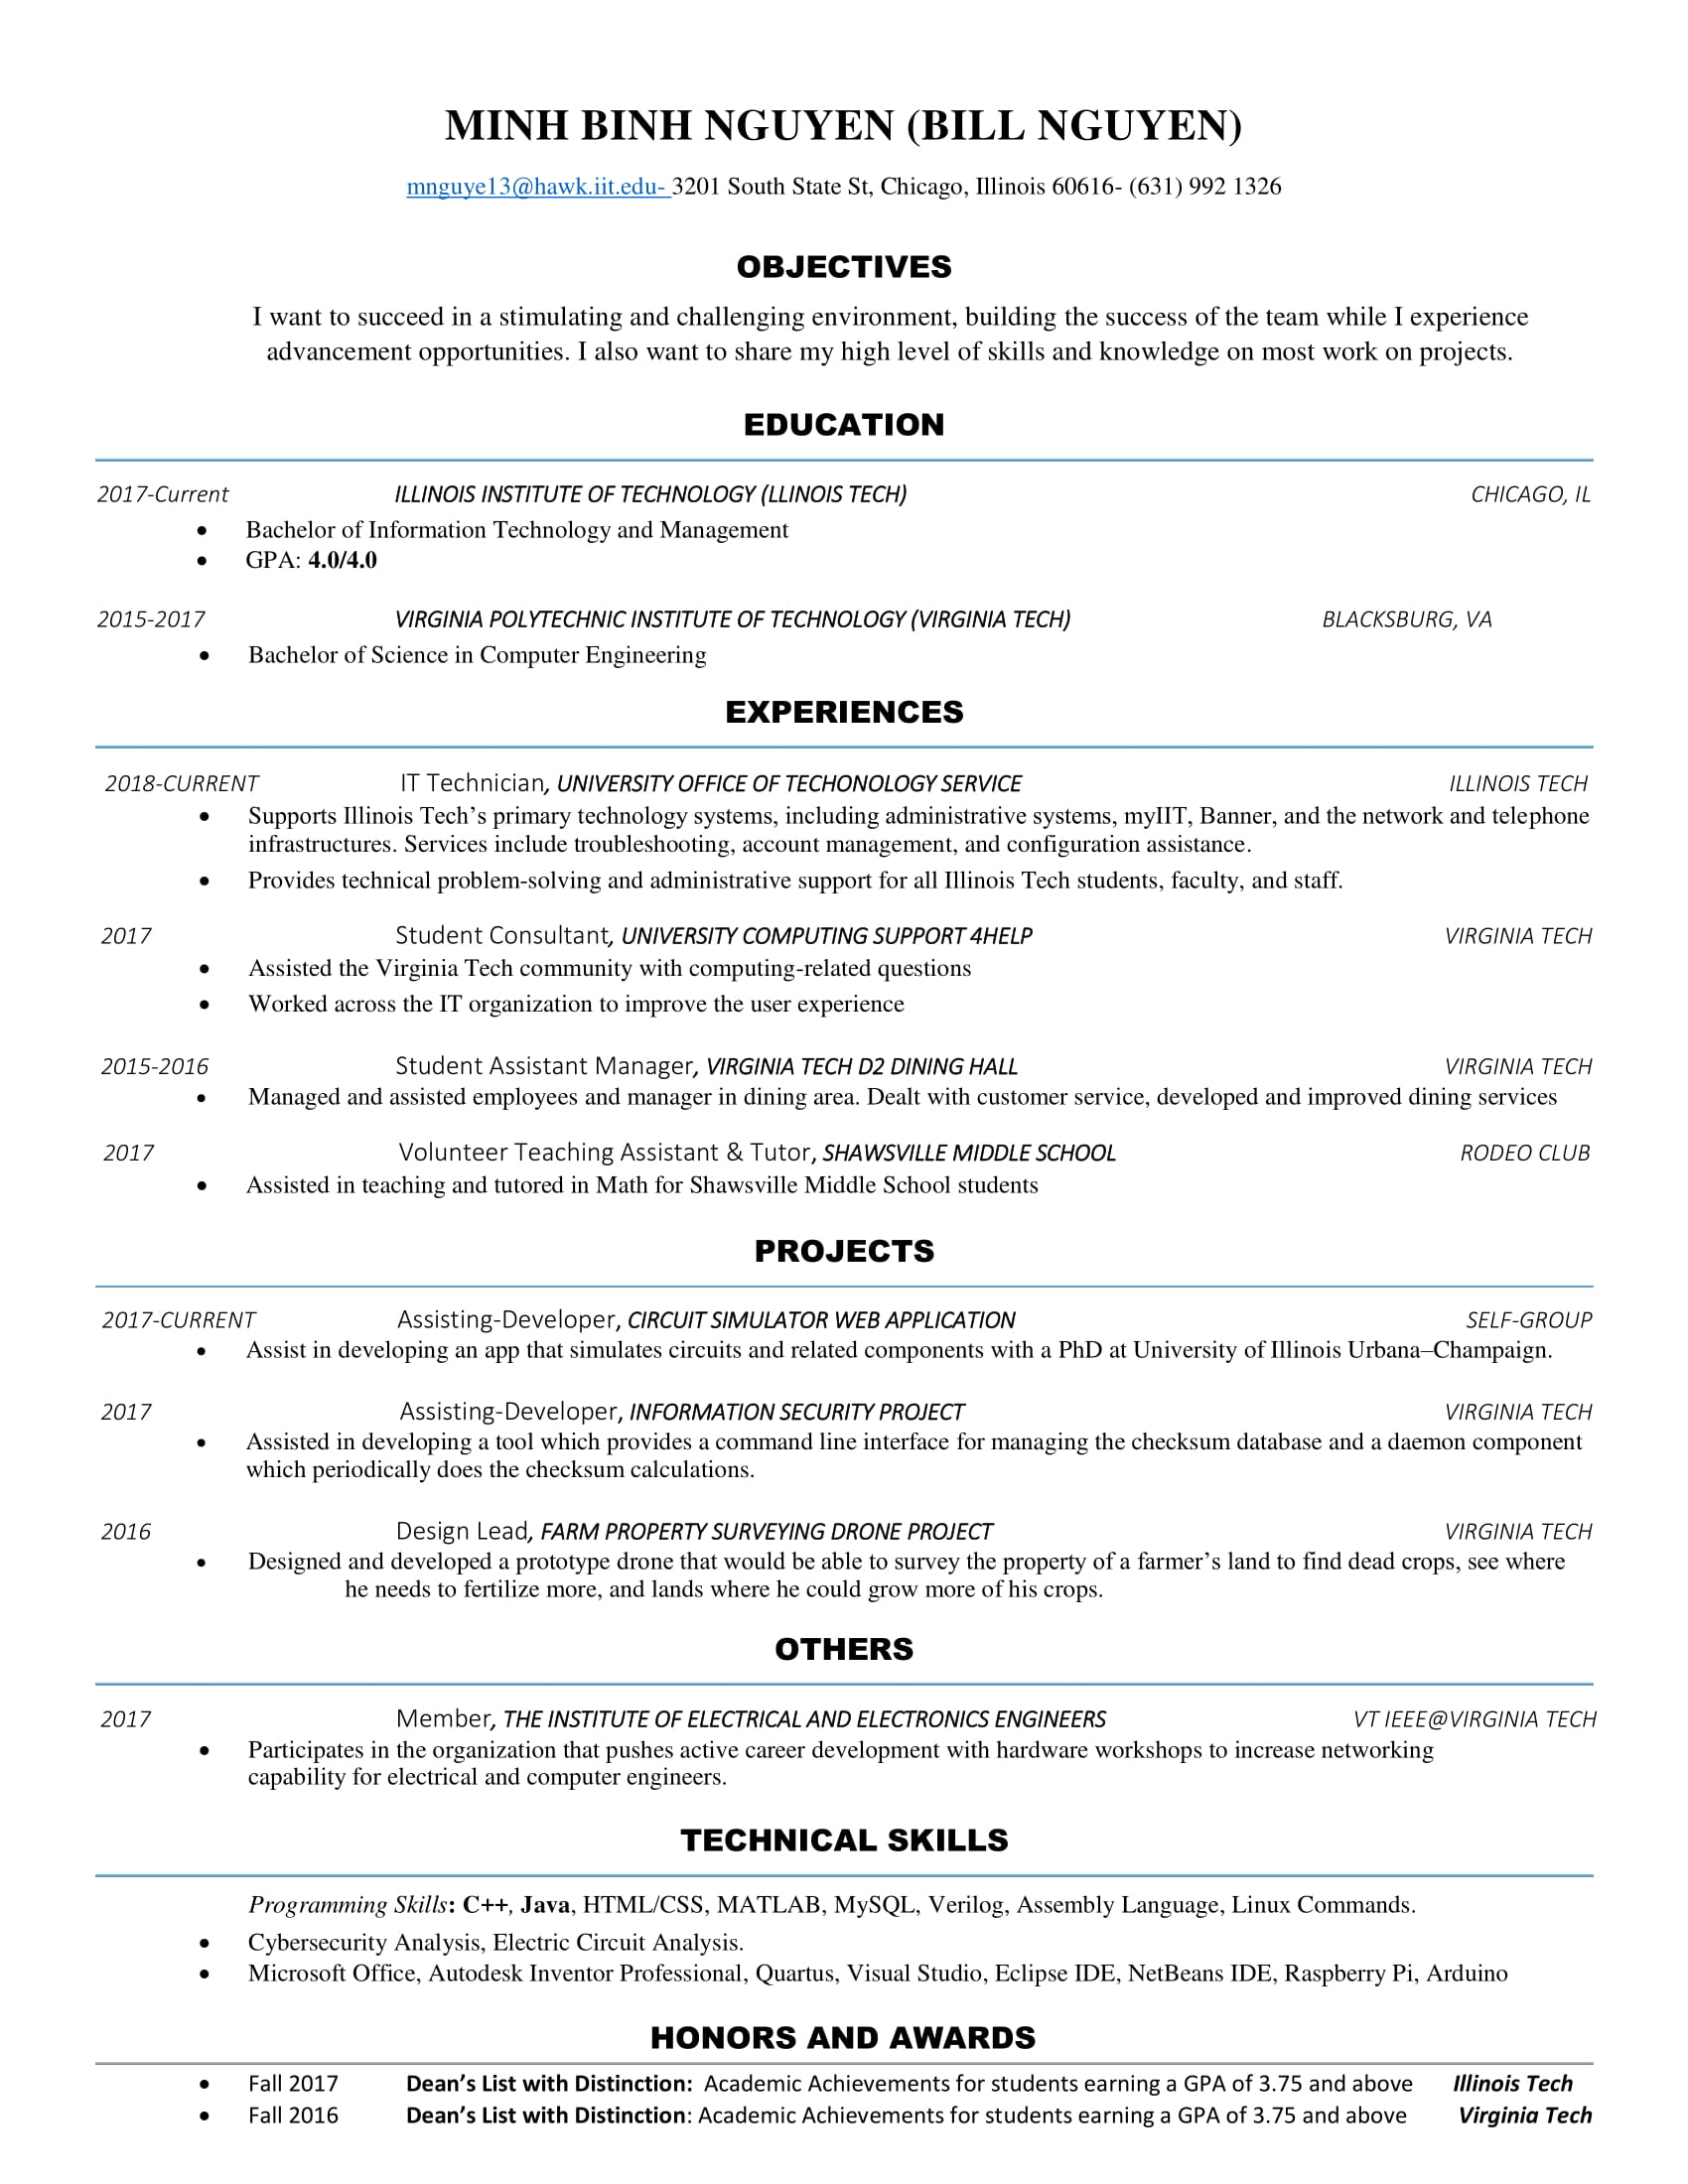 MINH BINH NGUYEN (BILL NGUYEN)
mnguye13@hawk.iit.edu- 3201 South State St, Chicago, Illinois 60616- (631) 992 1326
OBJECTIVES
I want to succeed in a stimulating and challenging environment, building the success of the team while I experience
advancement opportunities. I also want to share my high level of skills and knowledge on most work on projects.
EDUCATION
2017-Current ILLINOIS INSTITUTE OF TECHNOLOGY (LLINOIS TECH) CHICAGO, IL
• Bachelor of Information Technology and Management
• GPA: 4.0/4.0
2015-2017 VIRGINIA POLYTECHNIC INSTITUTE OF TECHNOLOGY (VIRGINIA TECH) BLACKSBURG, VA
• Bachelor of Science in Computer Engineering
EXPERIENCES
2018-CURRENT IT Technician, UNIVERSITY OFFICE OF TECHONOLOGY SERVICE ILLINOIS TECH
• Supports Illinois Tech’s primary technology systems, including administrative systems, myIIT, Banner, and the network and telephone
infrastructures. Services include troubleshooting, account management, and configuration assistance.
• Provides technical problem-solving and administrative support for all Illinois Tech students, faculty, and staff.
2017 Student Consultant, UNIVERSITY COMPUTING SUPPORT 4HELP VIRGINIA TECH
• Assisted the Virginia Tech community with computing-related questions
• Worked across the IT organization to improve the user experience
2015-2016 Student Assistant Manager, VIRGINIA TECH D2 DINING HALL VIRGINIA TECH
• Managed and assisted employees and manager in dining area. Dealt with customer service, developed and improved dining services
2017 Volunteer Teaching Assistant & Tutor, SHAWSVILLE MIDDLE SCHOOL RODEO CLUB
• Assisted in teaching and tutored in Math for Shawsville Middle School students
PROJECTS
2017-CURRENT Assisting-Developer, CIRCUIT SIMULATOR WEB APPLICATION SELF-GROUP
• Assist in developing an app that simulates circuits and related components with a PhD at University of Illinois Urbana–Champaign.
2017 Assisting-Developer, INFORMATION SECURITY PROJECT VIRGINIA TECH
• Assisted in developing a tool which provides a command line interface for managing the checksum database and a daemon component
which periodically does the checksum calculations.
2016 Design Lead, FARM PROPERTY SURVEYING DRONE PROJECT VIRGINIA TECH
• Designed and developed a prototype drone that would be able to survey the property of a farmer’s land to find dead crops, see where
he needs to fertilize more, and lands where he could grow more of his crops.
OTHERS
2017 Member, THE INSTITUTE OF ELECTRICAL AND ELECTRONICS ENGINEERS VT IEEE@VIRGINIA TECH
• Participates in the organization that pushes active career development with hardware workshops to increase networking
capability for electrical and computer engineers.
TECHNICAL SKILLS
Programming Skills: C++, Java, HTML/CSS, MATLAB, MySQL, Verilog, Assembly Language, Linux Commands.
• Cybersecurity Analysis, Electric Circuit Analysis.
• Microsoft Office, Autodesk Inventor Professional, Quartus, Visual Studio, Eclipse IDE, NetBeans IDE, Raspberry Pi, Arduino
HONORS AND AWARDS
• Fall 2017 Dean’s List with Distinction: Academic Achievements for students earning a GPA of 3.75 and above Illinois Tech
• Fall 2016 Dean’s List with Distinction: Academic Achievements for students earning a GPA of 3.75 and above Virginia Tech